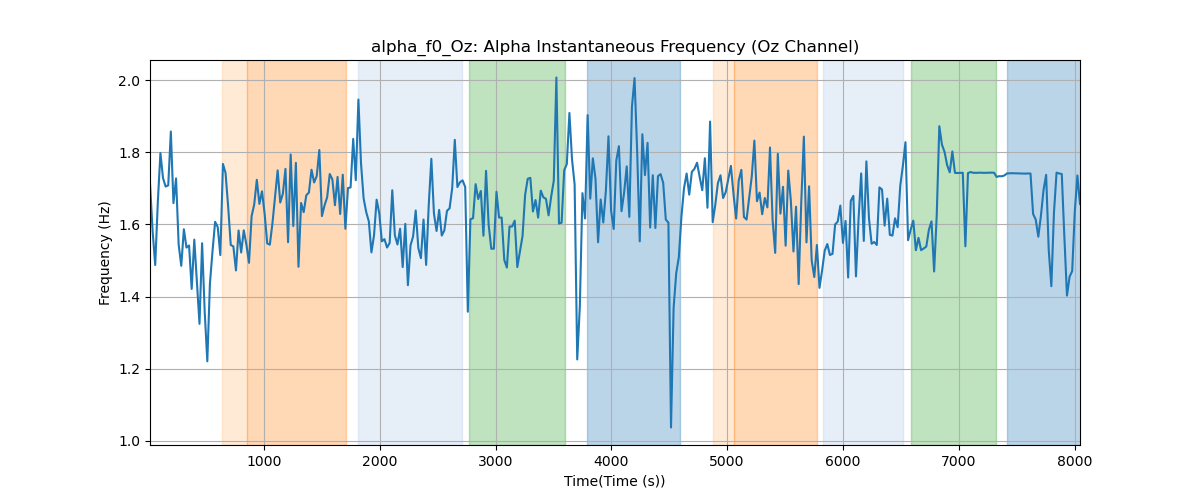 alpha_f0_Oz: Alpha Instantaneous Frequency (Oz Channel)
Frequency (Hz)
2.0
1.8
1.6
1.4
1.2
1.0
1000 2000 3000 4000 5000 6000 7000 8000
Time(Time (s))